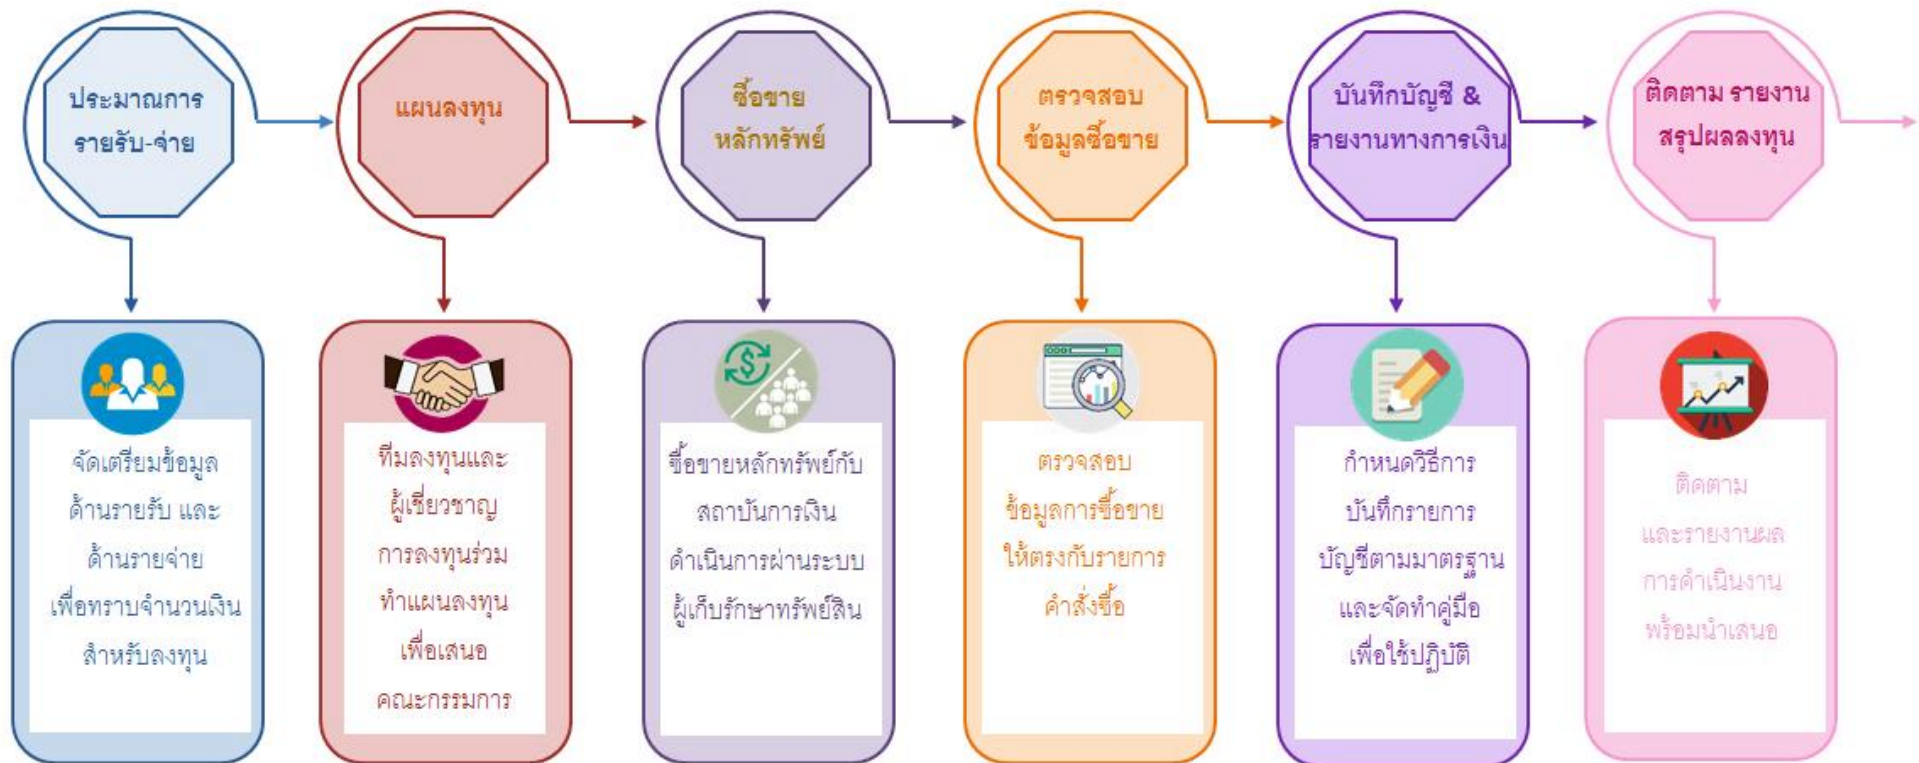 ประมาณการ
รายรับ-จ่าย
แผนลงทุน
ซื้อขาย
หลักทรัพย์
ตรวจสอบ
ข้อมูลซื้อขาย
บันทึกบัญชี &
รายงานทางการเงิน
ติดตาม รายงาน
สรุปผลลงทุน
จัดเตรียมข้อมูล
ด้านรายรับ และ
ด้านรายจ่าย
เพื่อทราบจำนวนเงิน
สำหรับลงทุน
ทีมลงทุนและ
ผู้เชี่ยวชาญ
การลงทุนร่วม
ทำแผนลงทุน
เพื่อเสนอ
คณะกรรมการ
ซื้อขายหลักทรัพย์กับ
สถาบันการเงิน
ดำเนินการผ่านระบบ
ผู้เก็บรักษาทรัพย์สิน
ตรวจสอบ
ข้อมูลการซื้อขาย
ให้ตรงกับรายการ
คำสั่งซื้อ
กำหนดวิธีการ
บันทึกรายการ
บัญชีตามมาตรฐาน
และจัดทำคู่มือ
เพื่อใช้ปฏิบัติ
ติดตาม
และรายงานผล
การดำเนินงาน
พร้อมนำเสนอ